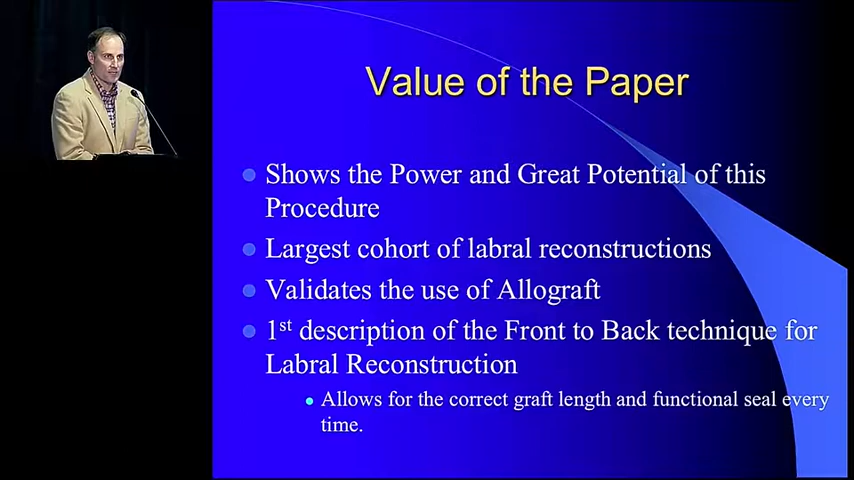 Value of the Paper
Shows the Power and Great Potential of this
Procedure
Largest cohort of labral reconstructions
Validates the use of Allograft
1st description of the Front to Back technique for
Labral Reconstruction
Allows for the correct graft length and functional seal every
time.